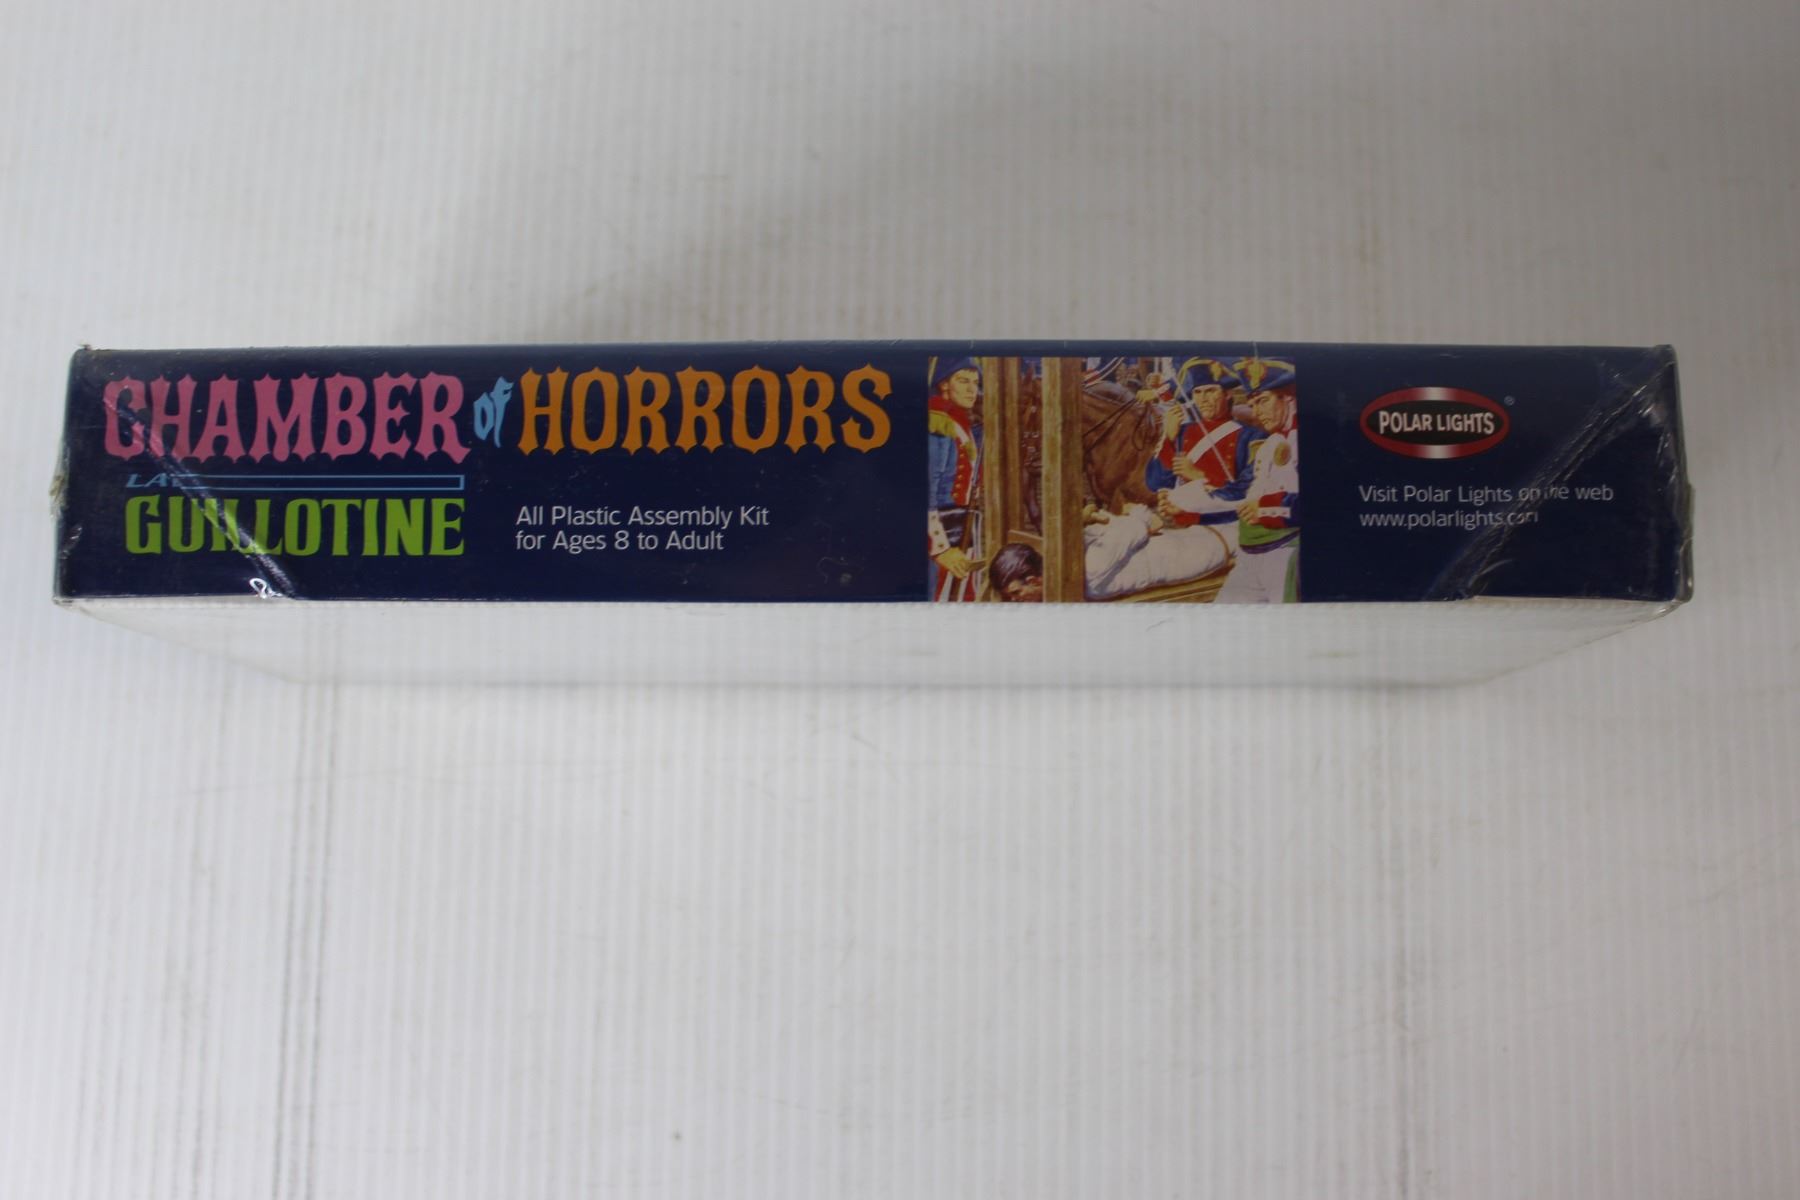 CHAMBER of HORRORS
LA
GUILLOTINE
All Plastic Assembly Kit
for Ages 8 to Adult
POLAR LIGHTS ®
Visit Polar Lights on the web
www.polarlights.com